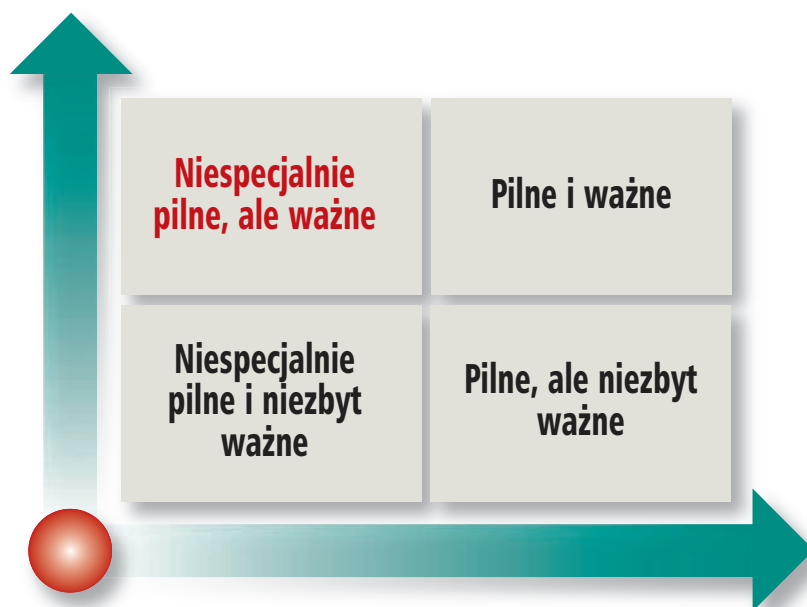 Niespecjalnie
pilne, ale ważne
Pilne i ważne
Niespecjalnie
pilne i niezbyt
ważne
Pilne, ale niezbyt
ważne